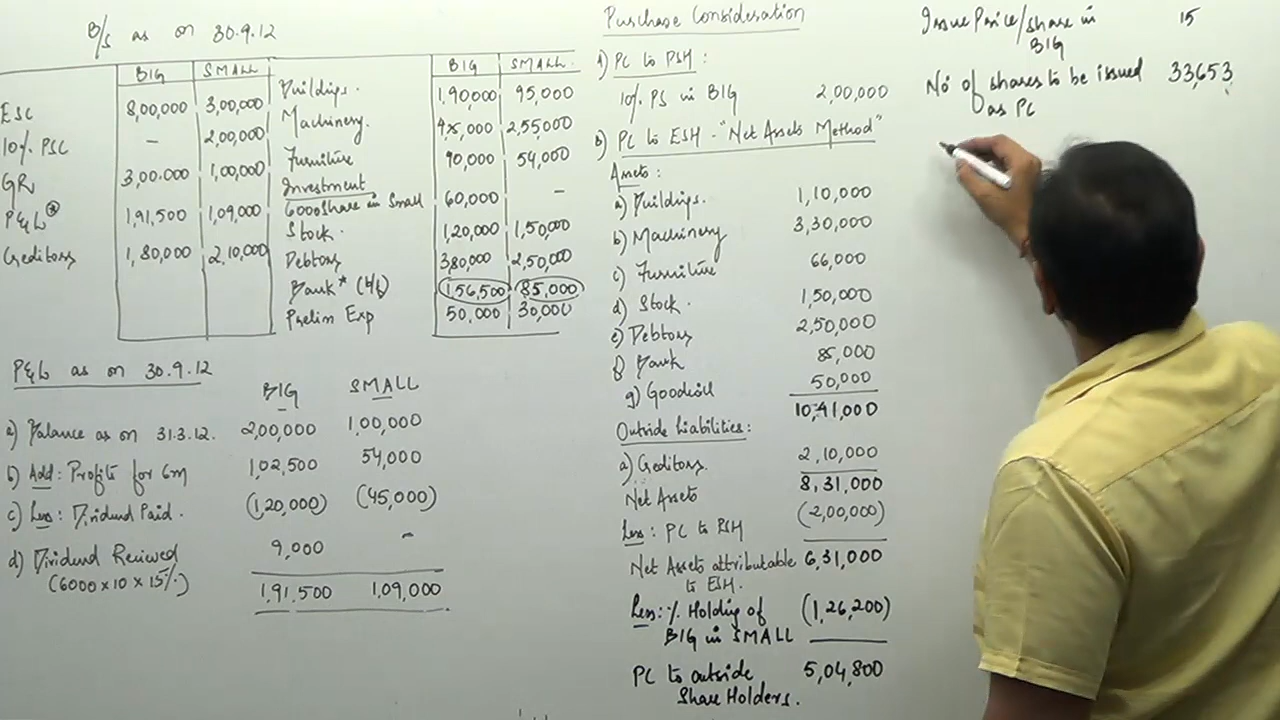 B/S as on 30.9.12
BIG SMALL BIG SMALL
ESC 8,00,000 3,00,000 Buildings. 1,90,000 95,000
10% PSC — 2,00,000 Machinery. 4,75,000 2,55,000
GR 3,00,000 1,00,000 Furniture 90,000 54,000
P&L* 1,91,500 1,09,000 Investment
6000 Share in Small 60,000 —
Creditors 1,80,000 2,10,000 Stock. 1,20,000 1,50,000
Debtors 3,80,000 2,50,000
Bank* (b/f) 1,56,500 85,000
Prelim Exp 50,000 30,000
P&L as on 30.9.12
BIG SMALL
a) Balance as on 31.3.12. 2,00,000 1,00,000
b) Add: Profits for 6m 1,02,500 54,000
c) Less: Dividend Paid. (1,20,000) (45,000)
d) Dividend Received 9,000 -
(6000 x 10 x 15%)
1,91,500 1,09,000
Purchase Consideration
A) PC to PSH:
10% PS in BIG 2,00,000
B) PC to ESH - "Net Assets Method"
Assets:
a) Buildings. 1,10,000
b) Machinery 3,30,000
c) Furniture 66,000
d) Stock. 1,50,000
e) Debtors 2,50,000
f) Bank 85,000
g) Goodwill 50,000
10,41,000
Outside Liabilities:
a) Creditors. 2,10,000
Net Assets 8,31,000
Less: PC to PSH (2,00,000)
Net Assets attributable 6,31,000
to ESH.
Less: % Holding of (1,26,200)
BIG in SMALL
PC to outside 5,04,800
Share Holders.
Issue Price/share in 15
BIG
No of shares to be issued 33,653
as PC